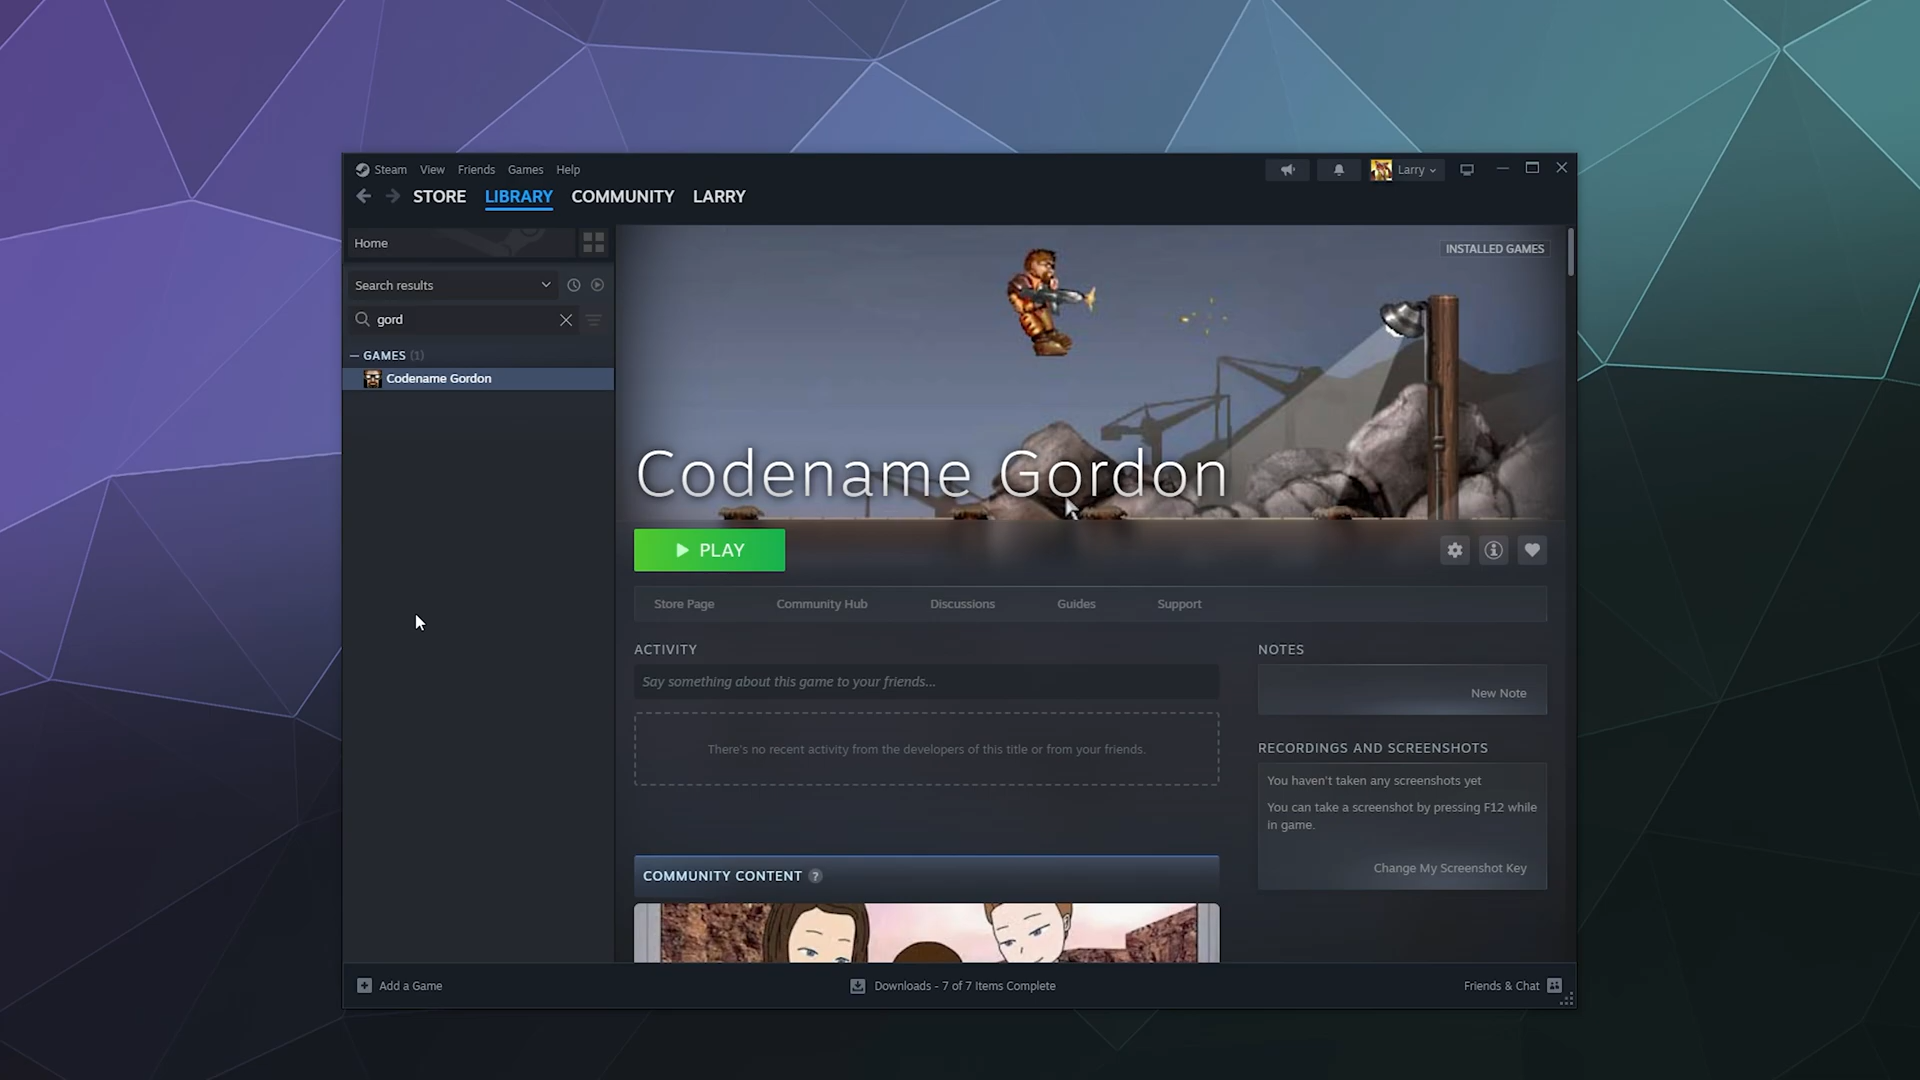 Steam View Friends Games Help
Larry
STORE LIBRARY COMMUNITY LARRY
Home
INSTALLED GAMES
Search results
gord
— GAMES (1)
Codename Gordon
Codename Gordon
PLAY
Store Page Community Hub Discussions Guides Support
ACTIVITY
Say something about this game to your friends...
There's no recent activity from the developers of this title or from your friends.
NOTES
New Note
RECORDINGS AND SCREENSHOTS
You haven't taken any screenshots yet
You can take a screenshot by pressing F12 while
in game.
Change My Screenshot Key
COMMUNITY CONTENT ?
Add a Game
Downloads - 7 of 7 Items Complete
Friends & Chat